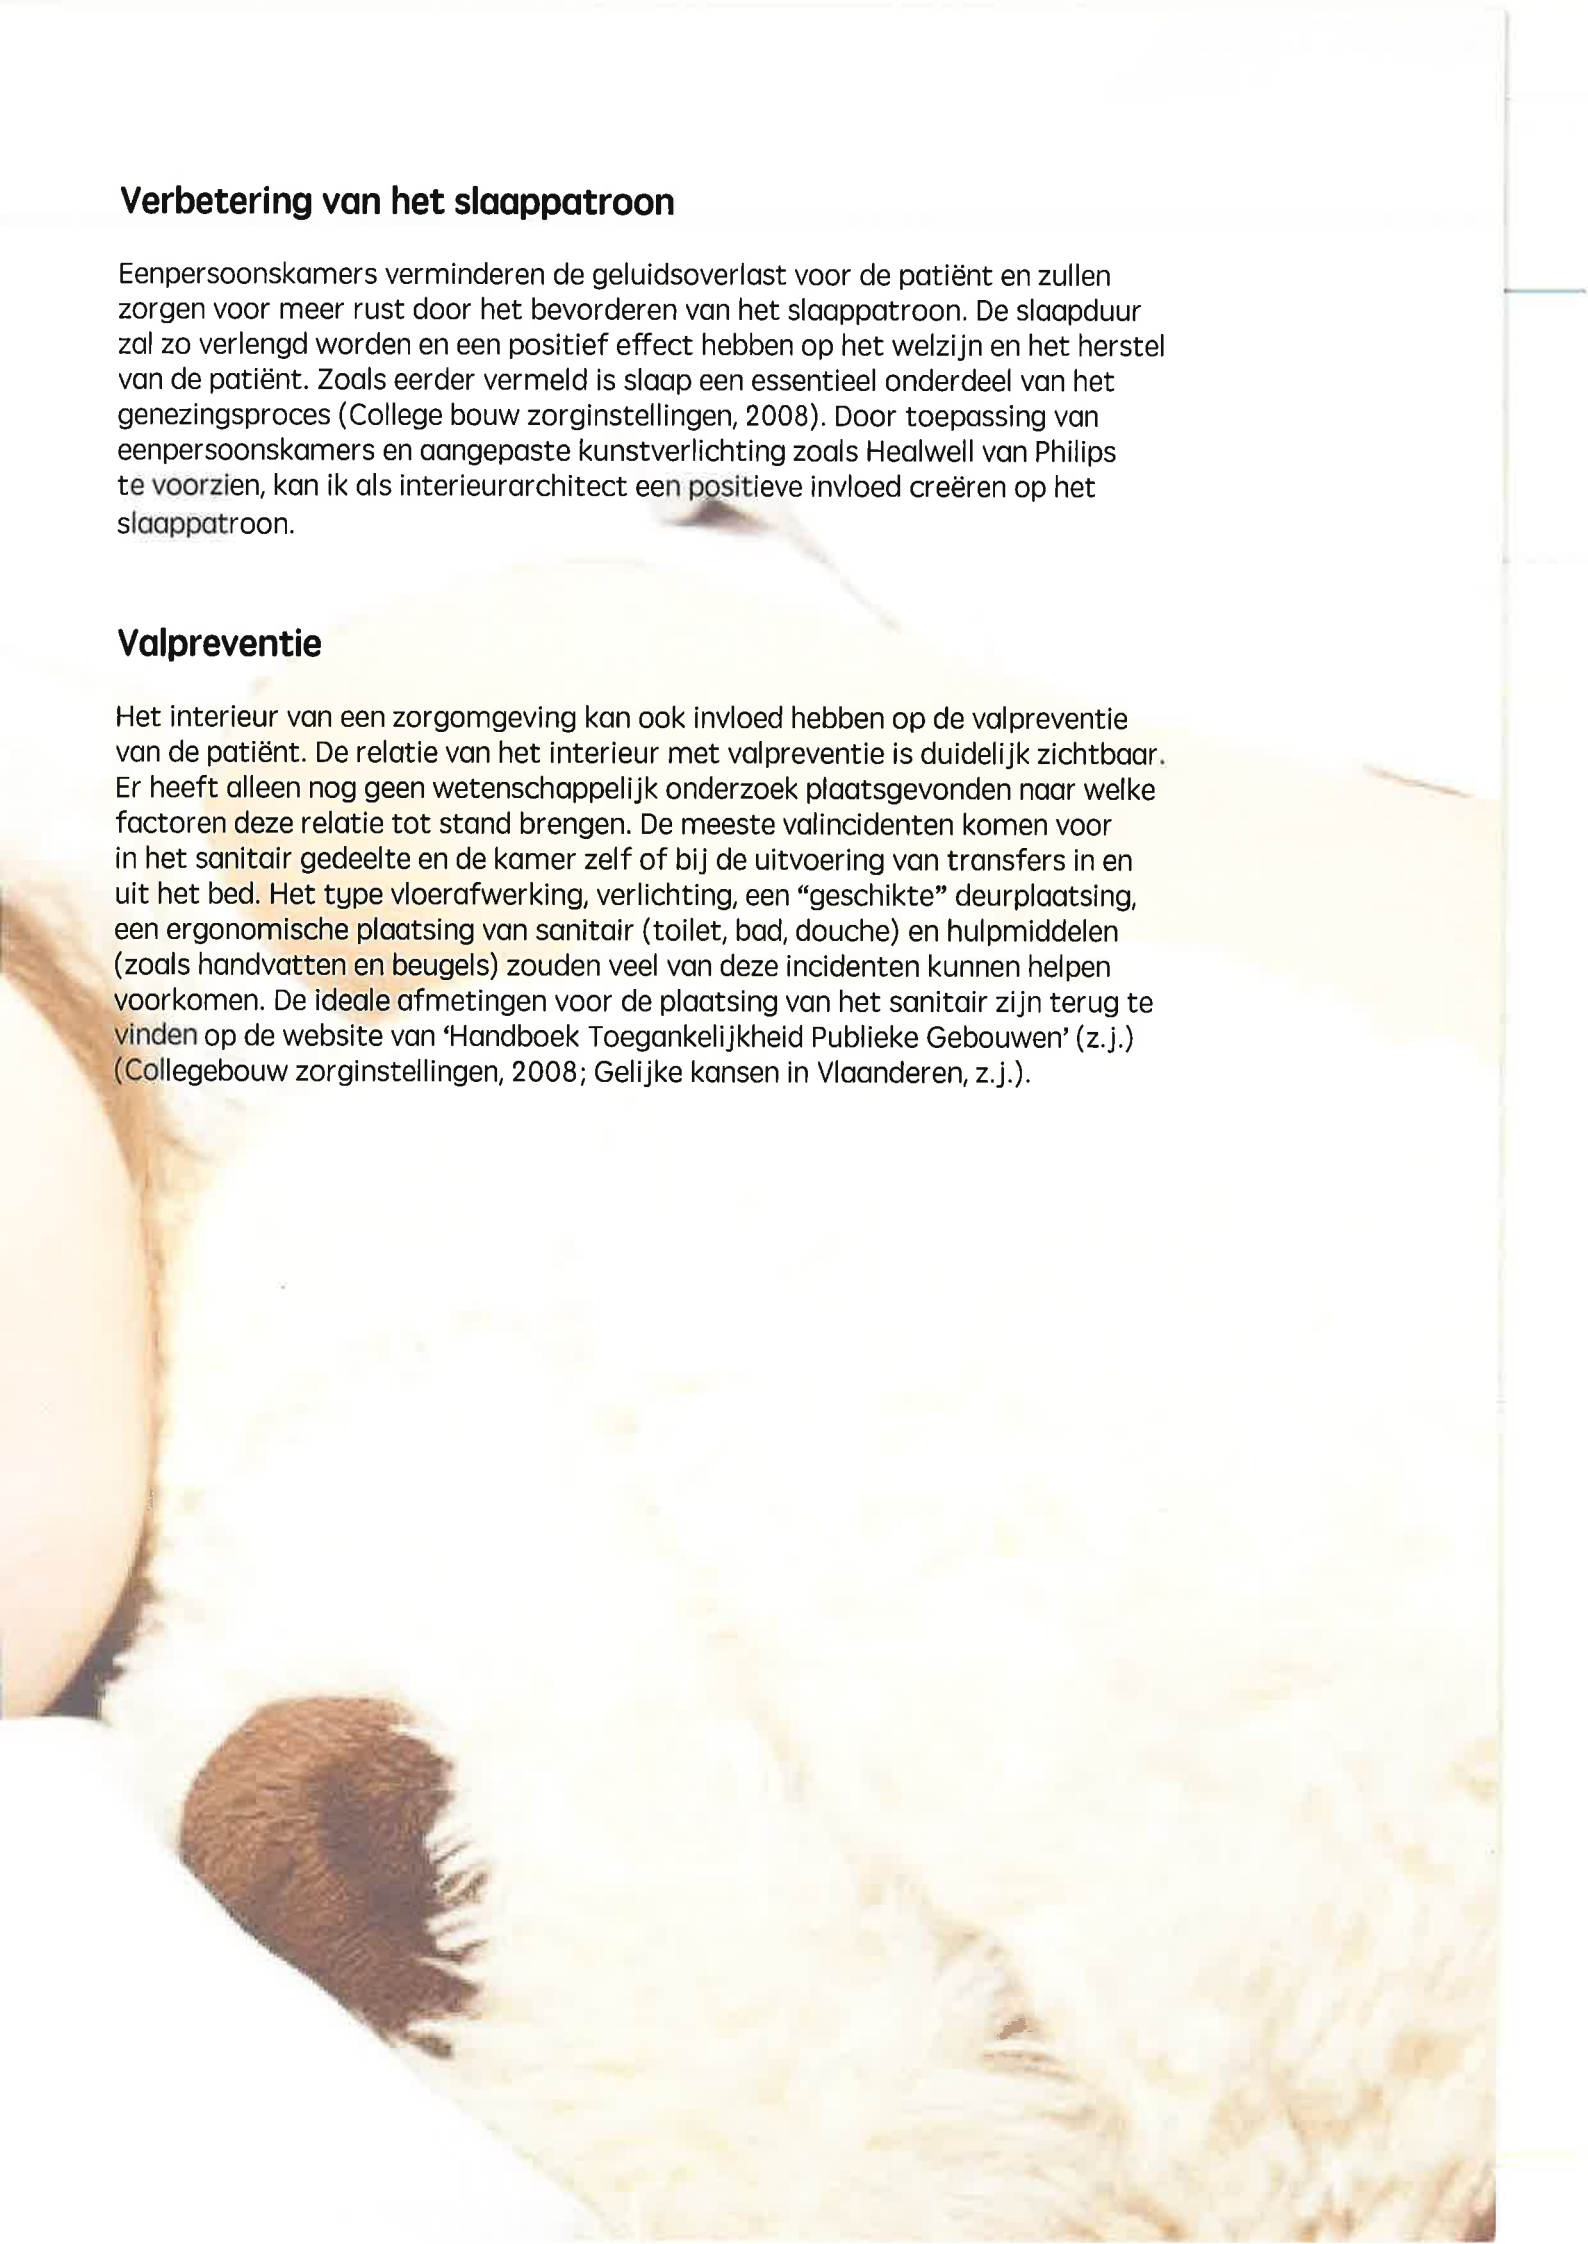 Verbetering van het slaappatroon
Eenpersoonskamers verminderen de geluidsoverlast voor de patiënt en zullen
zorgen voor meer rust door het bevorderen van het slaappatroon. De slaapduur
zal zo verlengd worden en een positief effect hebben op het welzijn en het herstel
van de patiënt. Zoals eerder vermeld is slaap een essentieel onderdeel van het
genezingsproces (College bouw zorginstellingen, 2008). Door toepassing van
eenpersoonskamers en aangepaste kunstverlichting zoals Healwell van Philips
te voorzien, kan ik als interieurarchitect een positieve invloed creëren op het
slaappatroon.
Valpreventie
Het interieur van een zorgomgeving kan ook invloed hebben op de valpreventie
van de patiënt. De relatie van het interieur met valpreventie is duidelijk zichtbaar.
Er heeft alleen nog geen wetenschappelijk onderzoek plaatsgevonden naar welke
factoren deze relatie tot stand brengen. De meeste valincidenten komen voor
in het sanitair gedeelte en de kamer zelf of bij de uitvoering van transfers in en
uit het bed. Het type vloerafwerking, verlichting, een “geschikte” deurplaatsing,
een ergonomische plaatsing van sanitair (toilet, bad, douche) en hulpmiddelen
(zoals handvatten en beugels) zouden veel van deze incidenten kunnen helpen
voorkomen. De ideale afmetingen voor de plaatsing van het sanitair zijn terug te
vinden op de website van ‘Handboek Toegankelijkheid Publieke Gebouwen’ (z.j.)
(Collegebouw zorginstellingen, 2008; Gelijke kansen in Vlaanderen, z.j.).